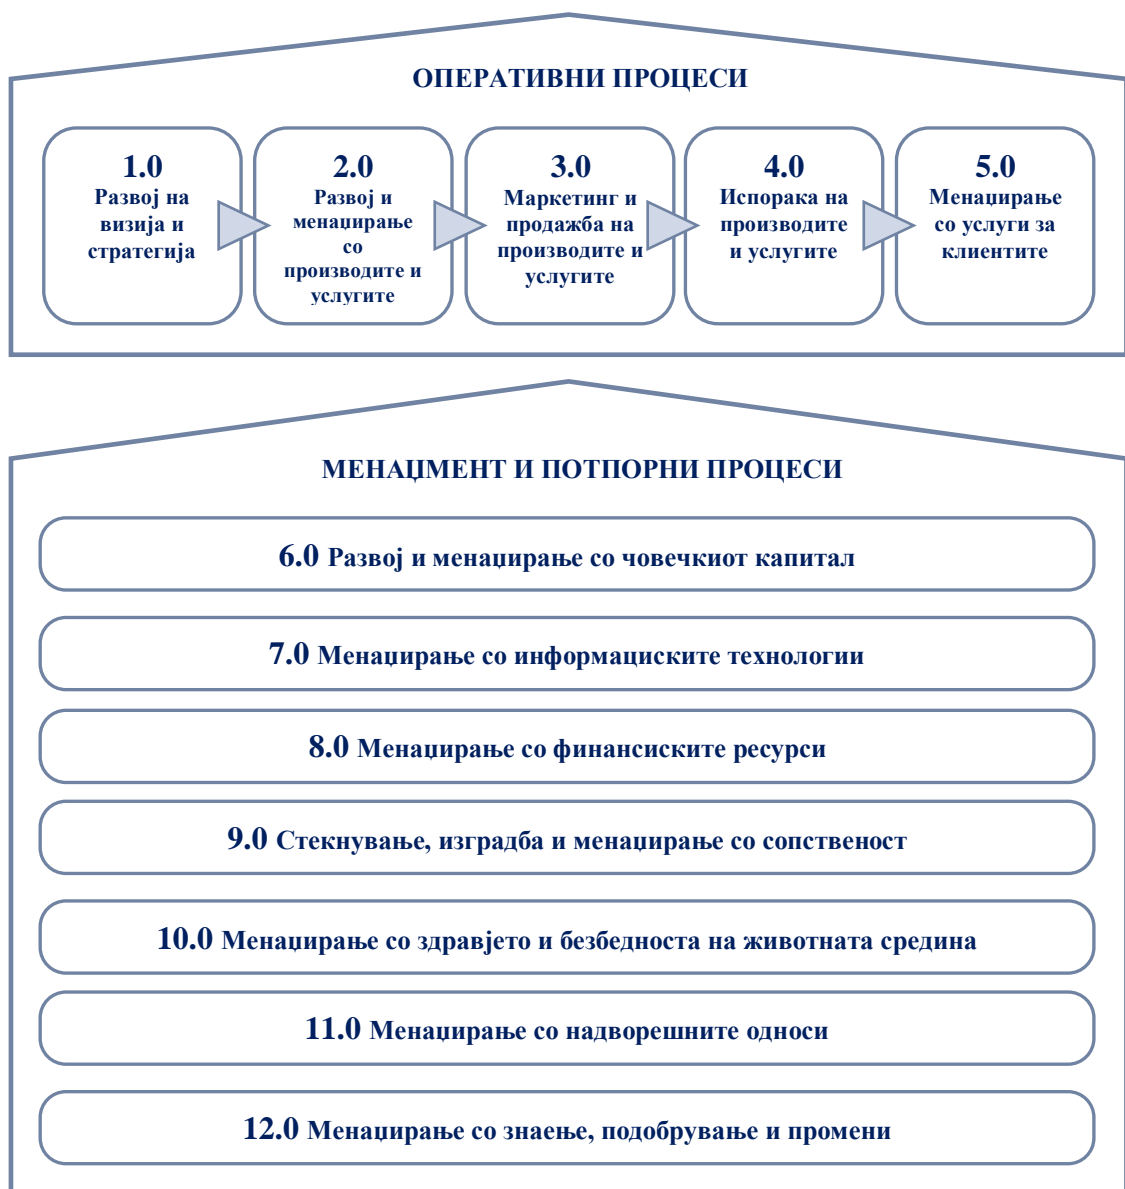 ОПЕРАТИВНИ ПРОЦЕСИ
1.0
Развој на
визија и
стратегија
2.0
Развој и
менаџирање
со
производите и
услугите
3.0
Маркетинг и
продажба на
производите и
услугите
4.0
Испорака на
производите
и услугите
5.0
Менаџирање
со услуги за
клиентите
МЕНАЏМЕНТ И ПОТПОРНИ ПРОЦЕСИ
6.0 Развој и менаџирање со човечкиот капитал
7.0 Менаџирање со информациските технологии
8.0 Менаџирање со финансиските ресурси
9.0 Стекнување, изградба и менаџирање со сопственост
10.0 Менаџирање со здравјето и безбедноста на животната средина
11.0 Менаџирање со надворешните односи
12.0 Менаџирање со знаење, подобрување и промени